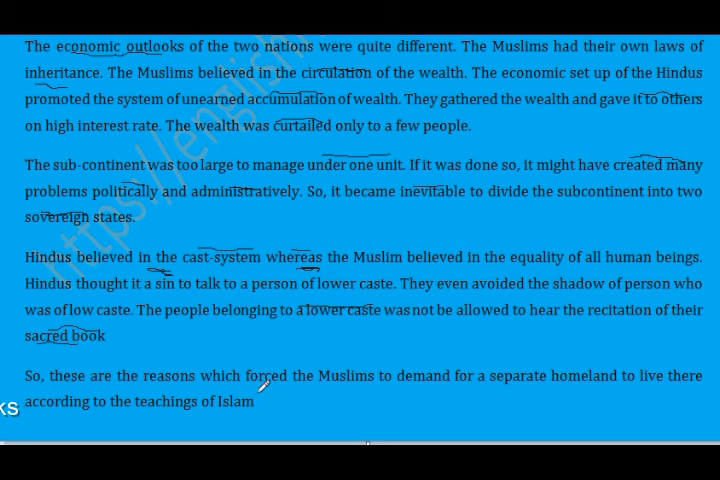 The economic outlooks of the two nations were quite different. The Muslims had their own laws of
inheritance. The Muslims believed in the circulation of the wealth. The economic set up of the Hindus
promoted the system of unearned accumulation of wealth. They gathered the wealth and gave it to others
on high interest rate. The wealth was curtailed only to a few people.
The sub-continent was too large to manage under one unit. If it was done so, it might have created many
problems politically and administratively. So, it became inevitable to divide the subcontinent into two
sovereign states.
Hindus believed in the cast-system whereas the Muslim believed in the equality of all human beings.
Hindus thought it a sin to talk to a person of lower caste. They even avoided the shadow of person who
was of low caste. The people belonging to a lower caste was not be allowed to hear the recitation of their
sacred book
So, these are the reasons which forced the Muslims to demand for a separate homeland to live there
according to the teachings of Islam
ks
https://english